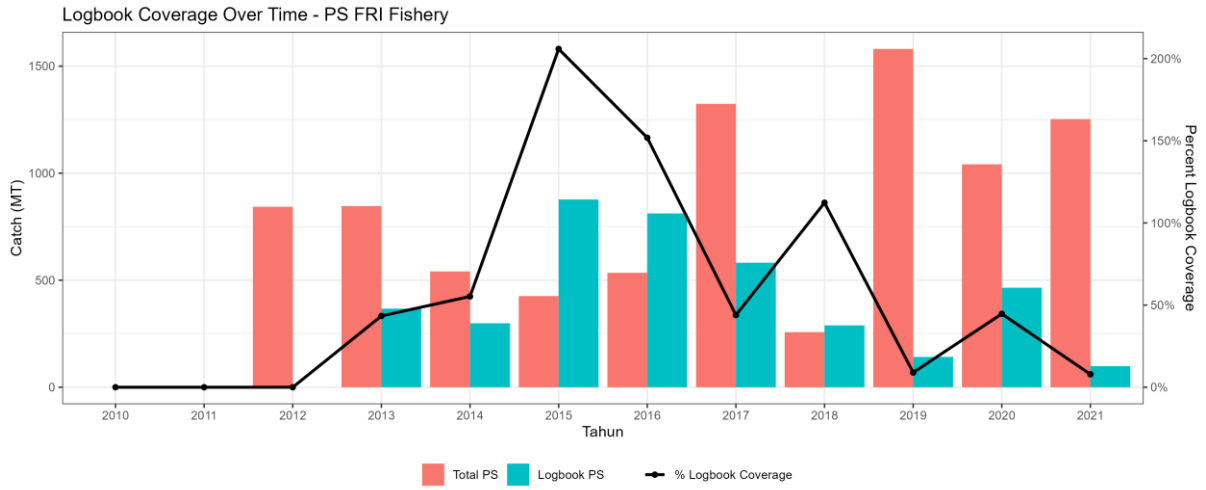 Logbook Coverage Over Time - PS FRI Fishery
Catch (MT)
1500
1000
500
0
200%
150%
100%
50%
0%
Percent Logbook Coverage
2010 2011 2012 2013 2014 2015 2016 2017 2018 2019 2020 2021
Tahun
Total PS Logbook PS % Logbook Coverage